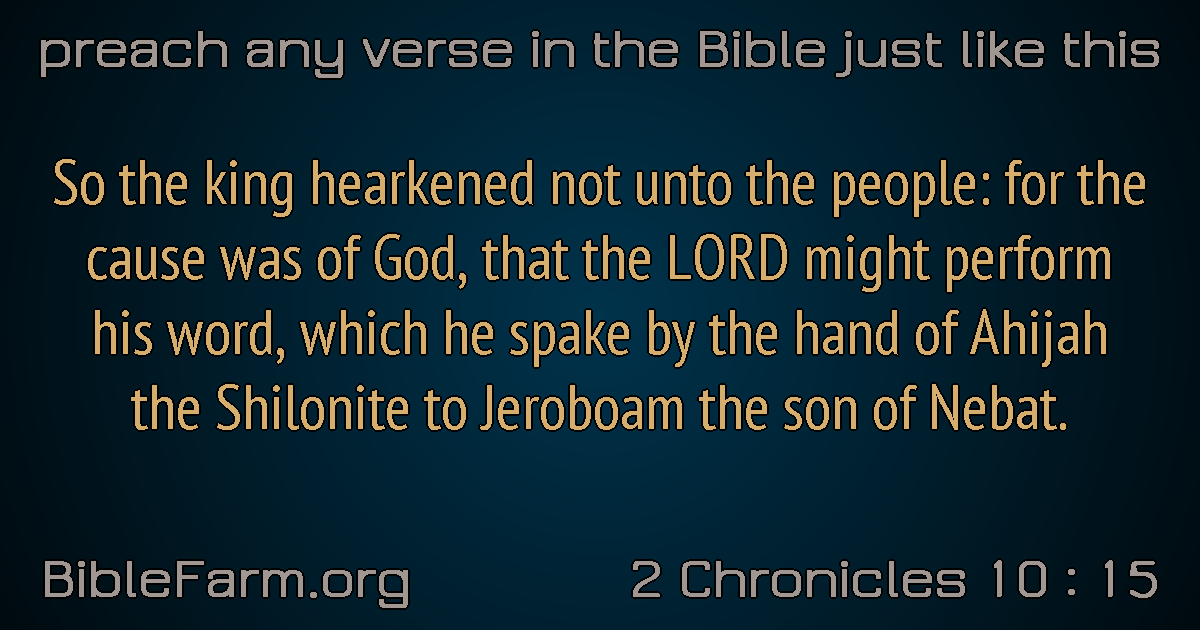 preach any verse in the Bible just like this
So the king hearkened not unto the people: for the
cause was of God, that the LORD might perform
his word, which he spake by the hand of Ahijah
the Shilonite to Jeroboam the son of Nebat.
BibleFarm.org
2 Chronicles 10 : 15